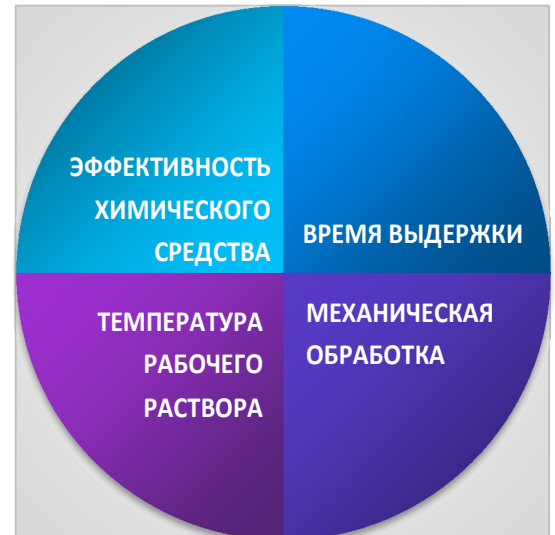 ЭФФЕКТИВНОСТЬ
ХИМИЧЕСКОГО
СРЕДСТВА
ВРЕМЯ ВЫДЕРЖКИ
ТЕМПЕРАТУРА
РАБОЧЕГО
РАСТВОРА
МЕХАНИЧЕСКАЯ
ОБРАБОТКА